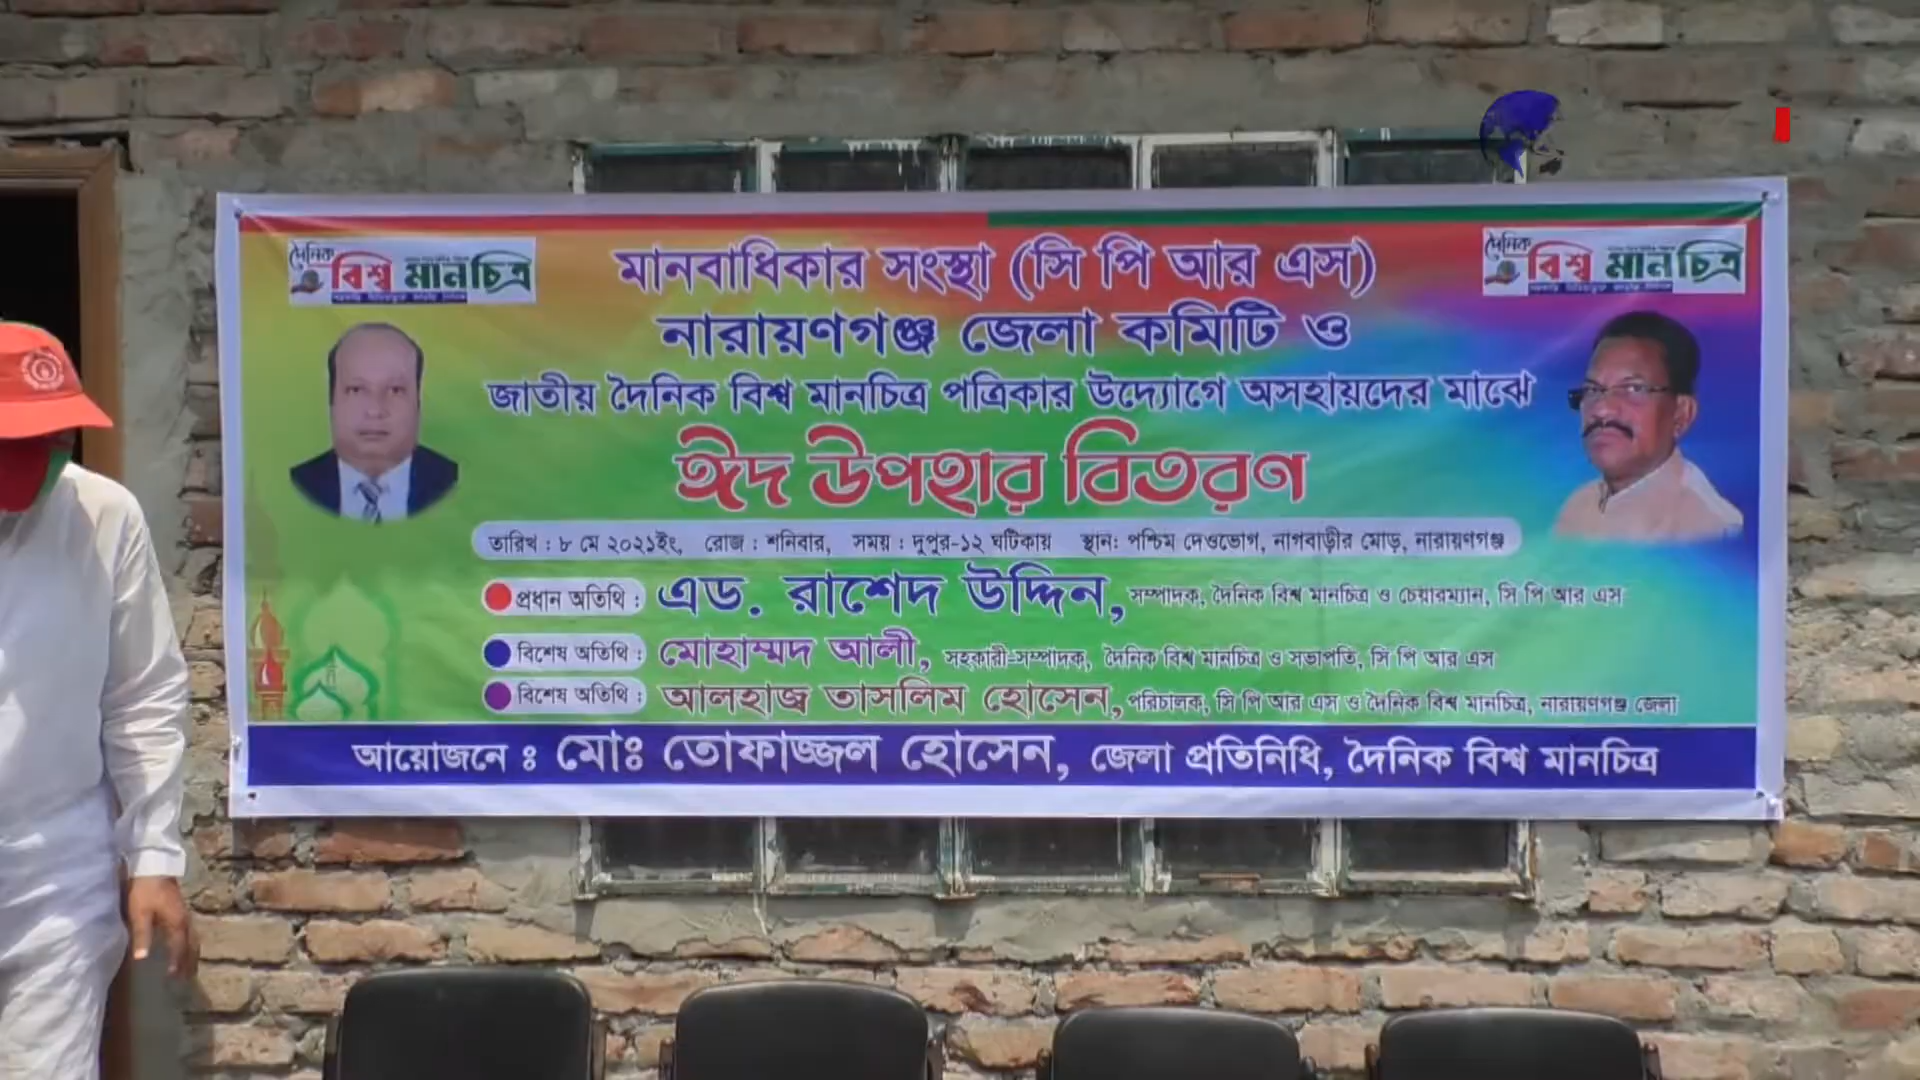 দৈনিক
বিশ্ব মানচিত্র
মানবাধিকার সংস্থা (সি পি আর এস)
দৈনিক
বিশ্ব মানচিত্র
নারায়ণগঞ্জ জেলা কমিটি ও
জাতীয় দৈনিক বিশ্ব মানচিত্র পত্রিকার উদ্যোগে অসহায়দের মাঝে
ঈদ উপহার বিতরণ
তারিখ : ৮ মে ২০২১ইং, রোজ : শনিবার, সময় : দুপুর-১২ ঘটিকায় স্থান: পশ্চিম দেওভোগ, নাগবাড়ীর মোড়, নারায়ণগঞ্জ
প্রধান অতিথি : এড. রাশেদ উদ্দিন, সম্পাদক, দৈনিক বিশ্ব মানচিত্র ও চেয়ারম্যান, সি পি আর এস
বিশেষ অতিথি : মোহাম্মদ আলী, সহকারী-সম্পাদক, দৈনিক বিশ্ব মানচিত্র ও সভাপতি, সি পি আর এস
বিশেষ অতিথি : আলহাজ্ব তাসলিম হোসেন, পরিচালক, সি পি আর এস ও দৈনিক বিশ্ব মানচিত্র, নারায়ণগঞ্জ জেলা
আয়োজনে ঃ মোঃ তোফাজ্জল হোসেন, জেলা প্রতিনিধি, দৈনিক বিশ্ব মানচিত্র